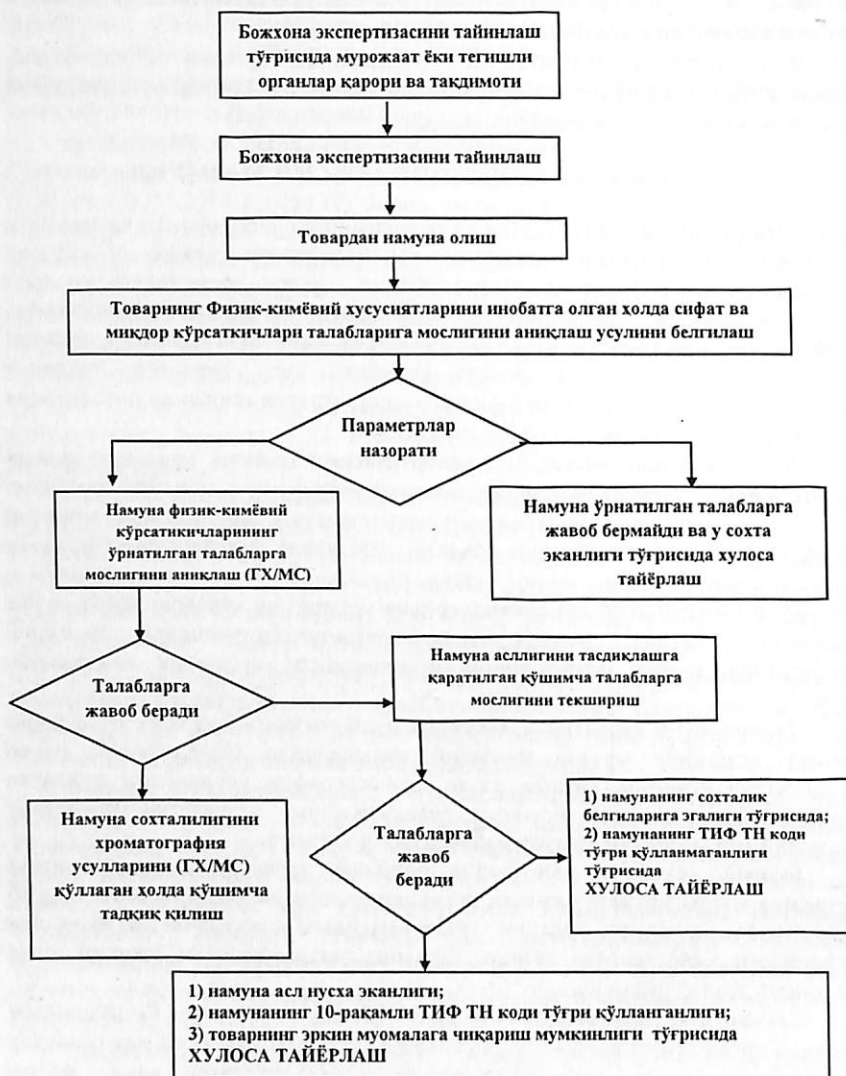 Божхона экспертизасини тайинлаш
тўғрисида мурожаат ёки тегишли
органлар қарори ва тақдимоти
Божхона экспертизасини тайинлаш
Товардан намуна олиш
Товарнинг Физик-кимёвий хусусиятларини инобатга олган ҳолда сифат ва
миқдор кўрсаткичлари талабларига мослигини аниқлаш усулини белгилаш
Параметрлар
назорати
Намуна физик-кимёвий
кўрсаткичларининг
ўрнатилган талабларга
мослигини аниқлаш (ГХ/МС)
Намуна ўрнатилган талабларга
жавоб бермайди ва у сохта
эканлиги тўғрисида хулоса
тайёрлаш
Талабларга
жавоб беради
Намуна аслилигини тадқиқига
қаратилган қўшимча талабларга
мослигини текшириш
Намуна сохталилигини
хроматография
усулларини (ГХ/МС)
қўллаган ҳолда қўшимча
тадқиқ қилиш
Талабларга
жавоб
беради
1) намунанинг сохталик
белгиларига эгалиги тўғрисида;
2) намунанинг ТИФ ТН коди
тўғри қўлланмаганлиги
тўғрисида
ХУЛОСА ТАЙЁРЛАШ
1) намуна асл нусха эканлиги;
2) намунанинг 10-рақамли ТИФ ТН коди тўғри қўлланганлиги;
3) товарнинг эркин муомалага чиқариш мумкинлиги тўғрисида
ХУЛОСА ТАЙЁРЛАШ